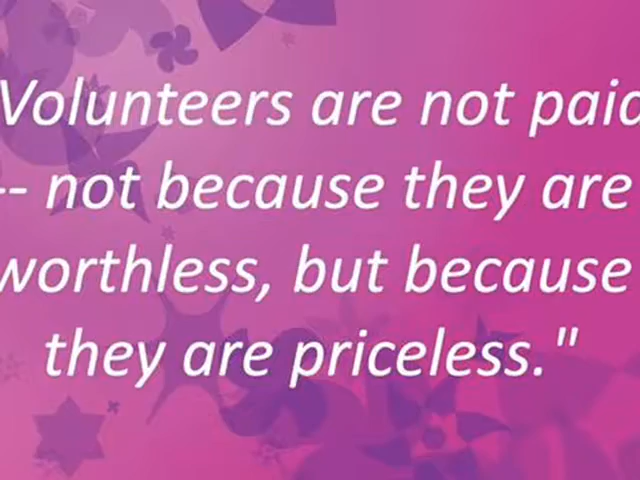 Volunteers are not paid
-- not because they are
worthless, but because
they are priceless."